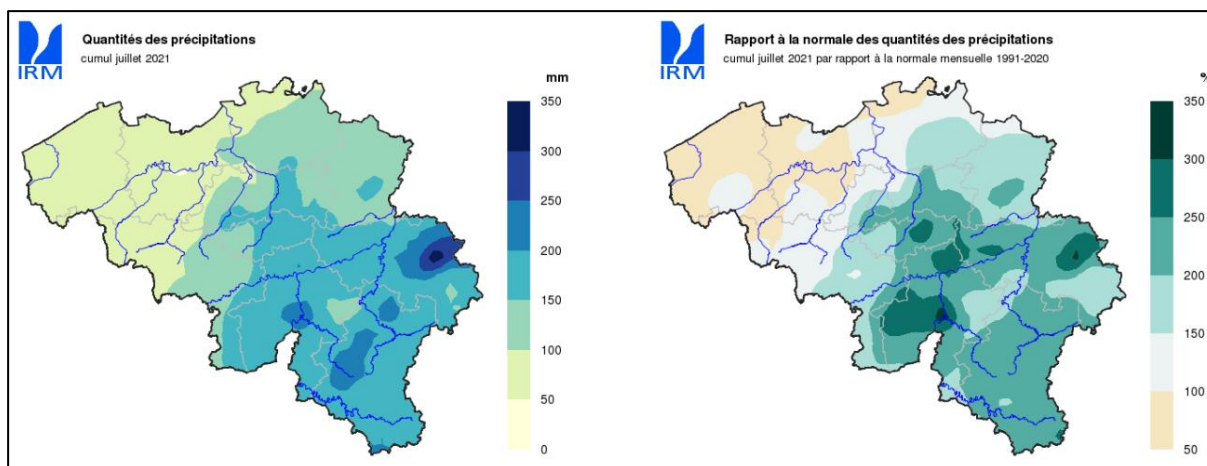 IRM
Quantités des précipitations
cumul juillet 2021
mm
350
300
250
200
150
100
50
0
IRM
Rapport à la normale des quantités des précipitations
cumul juillet 2021 par rapport à la normale mensuelle 1991-2020
350
300
250
200
150
100
50